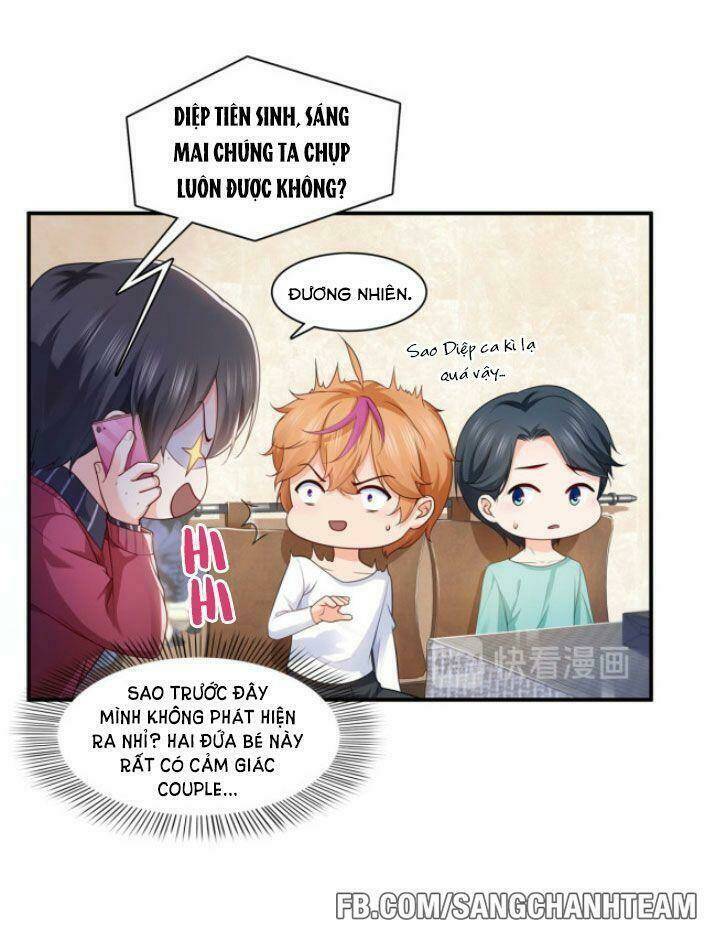 DIỆP TIÊN SINH, SÁNG
MAI CHÚNG TA CHỤP
LUÔN ĐƯỢC KHÔNG?
ĐƯƠNG NHIÊN.
Sao Diệp ca kì lạ
quá vậy...
HI
HI
快看漫画
SAO TRƯỚC ĐÂY
MÌNH KHÔNG PHÁT HIỆN
RA NHỈ? HAI ĐỨA BÉ NÀY
RẤT CÓ CẢM GIÁC
COUPLE...
FB.COM/SANGCHANHTEAM